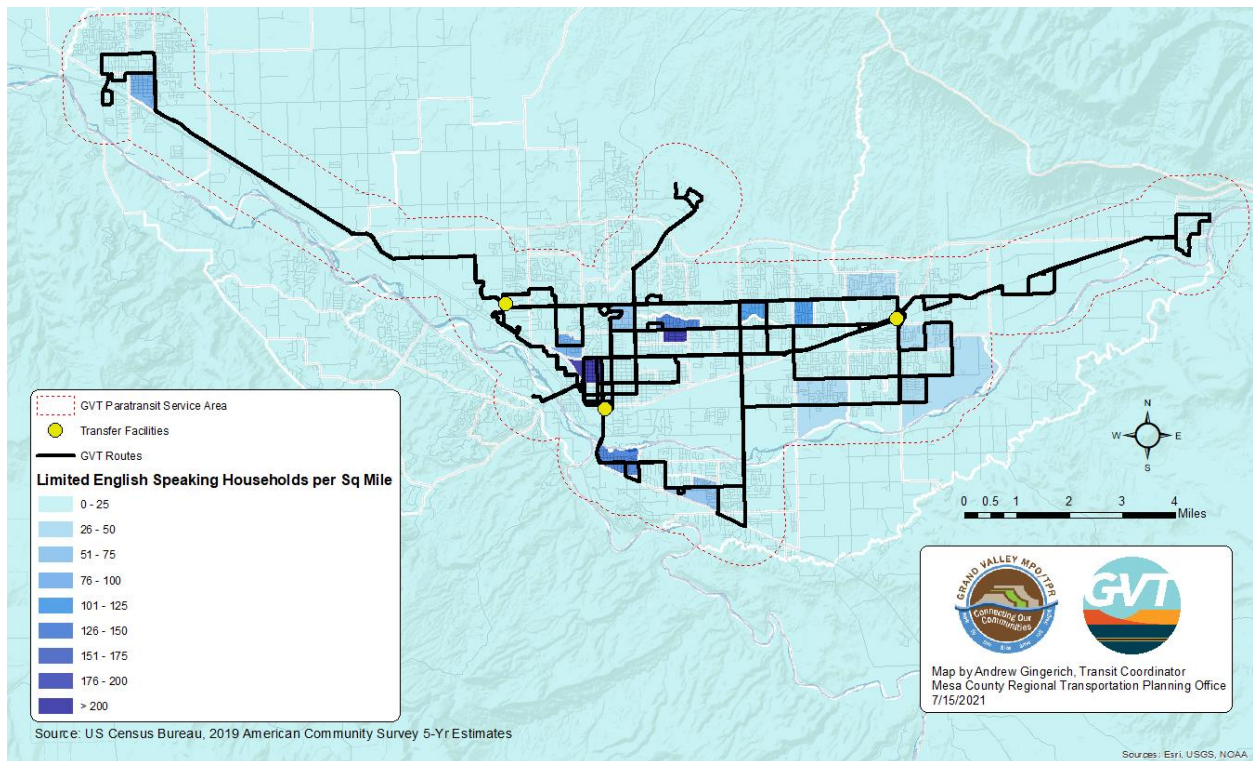 GVT Paratransit Service Area
Transfer Facilities
GVT Routes
Limited English Speaking Households per Sq Mile
0 - 25
26 - 50
51 - 75
76 - 100
101 - 125
126 - 150
151 - 175
176 - 200
> 200
Source: US Census Bureau, 2019 American Community Survey 5-Yr Estimates
N
W E
S
0 0.5 1 2 3 4
Miles
GRAND VALLEY MPO/TPR
Connecting Our
Communities
GVT
Map by Andrew Gingerich, Transit Coordinator
Mesa County Regional Transportation Planning Office
7/15/2021
Sources: Esri, USGS, NOAA